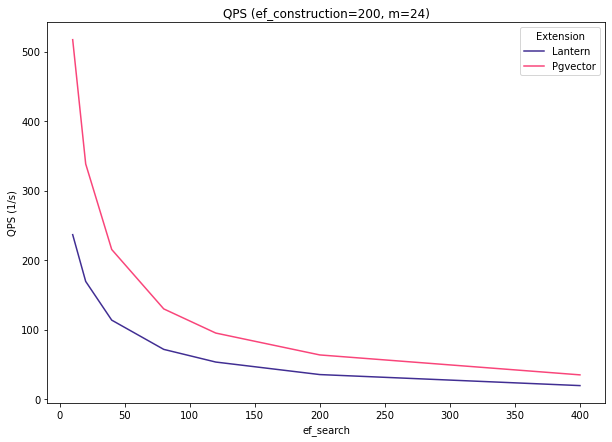 QPS (ef_construction=200, m=24)
Extension
Lantern
Pgvector
500
400
300
200
100
0
QPS (1/s)
0 50 100 150 200 250 300 350 400
ef_search